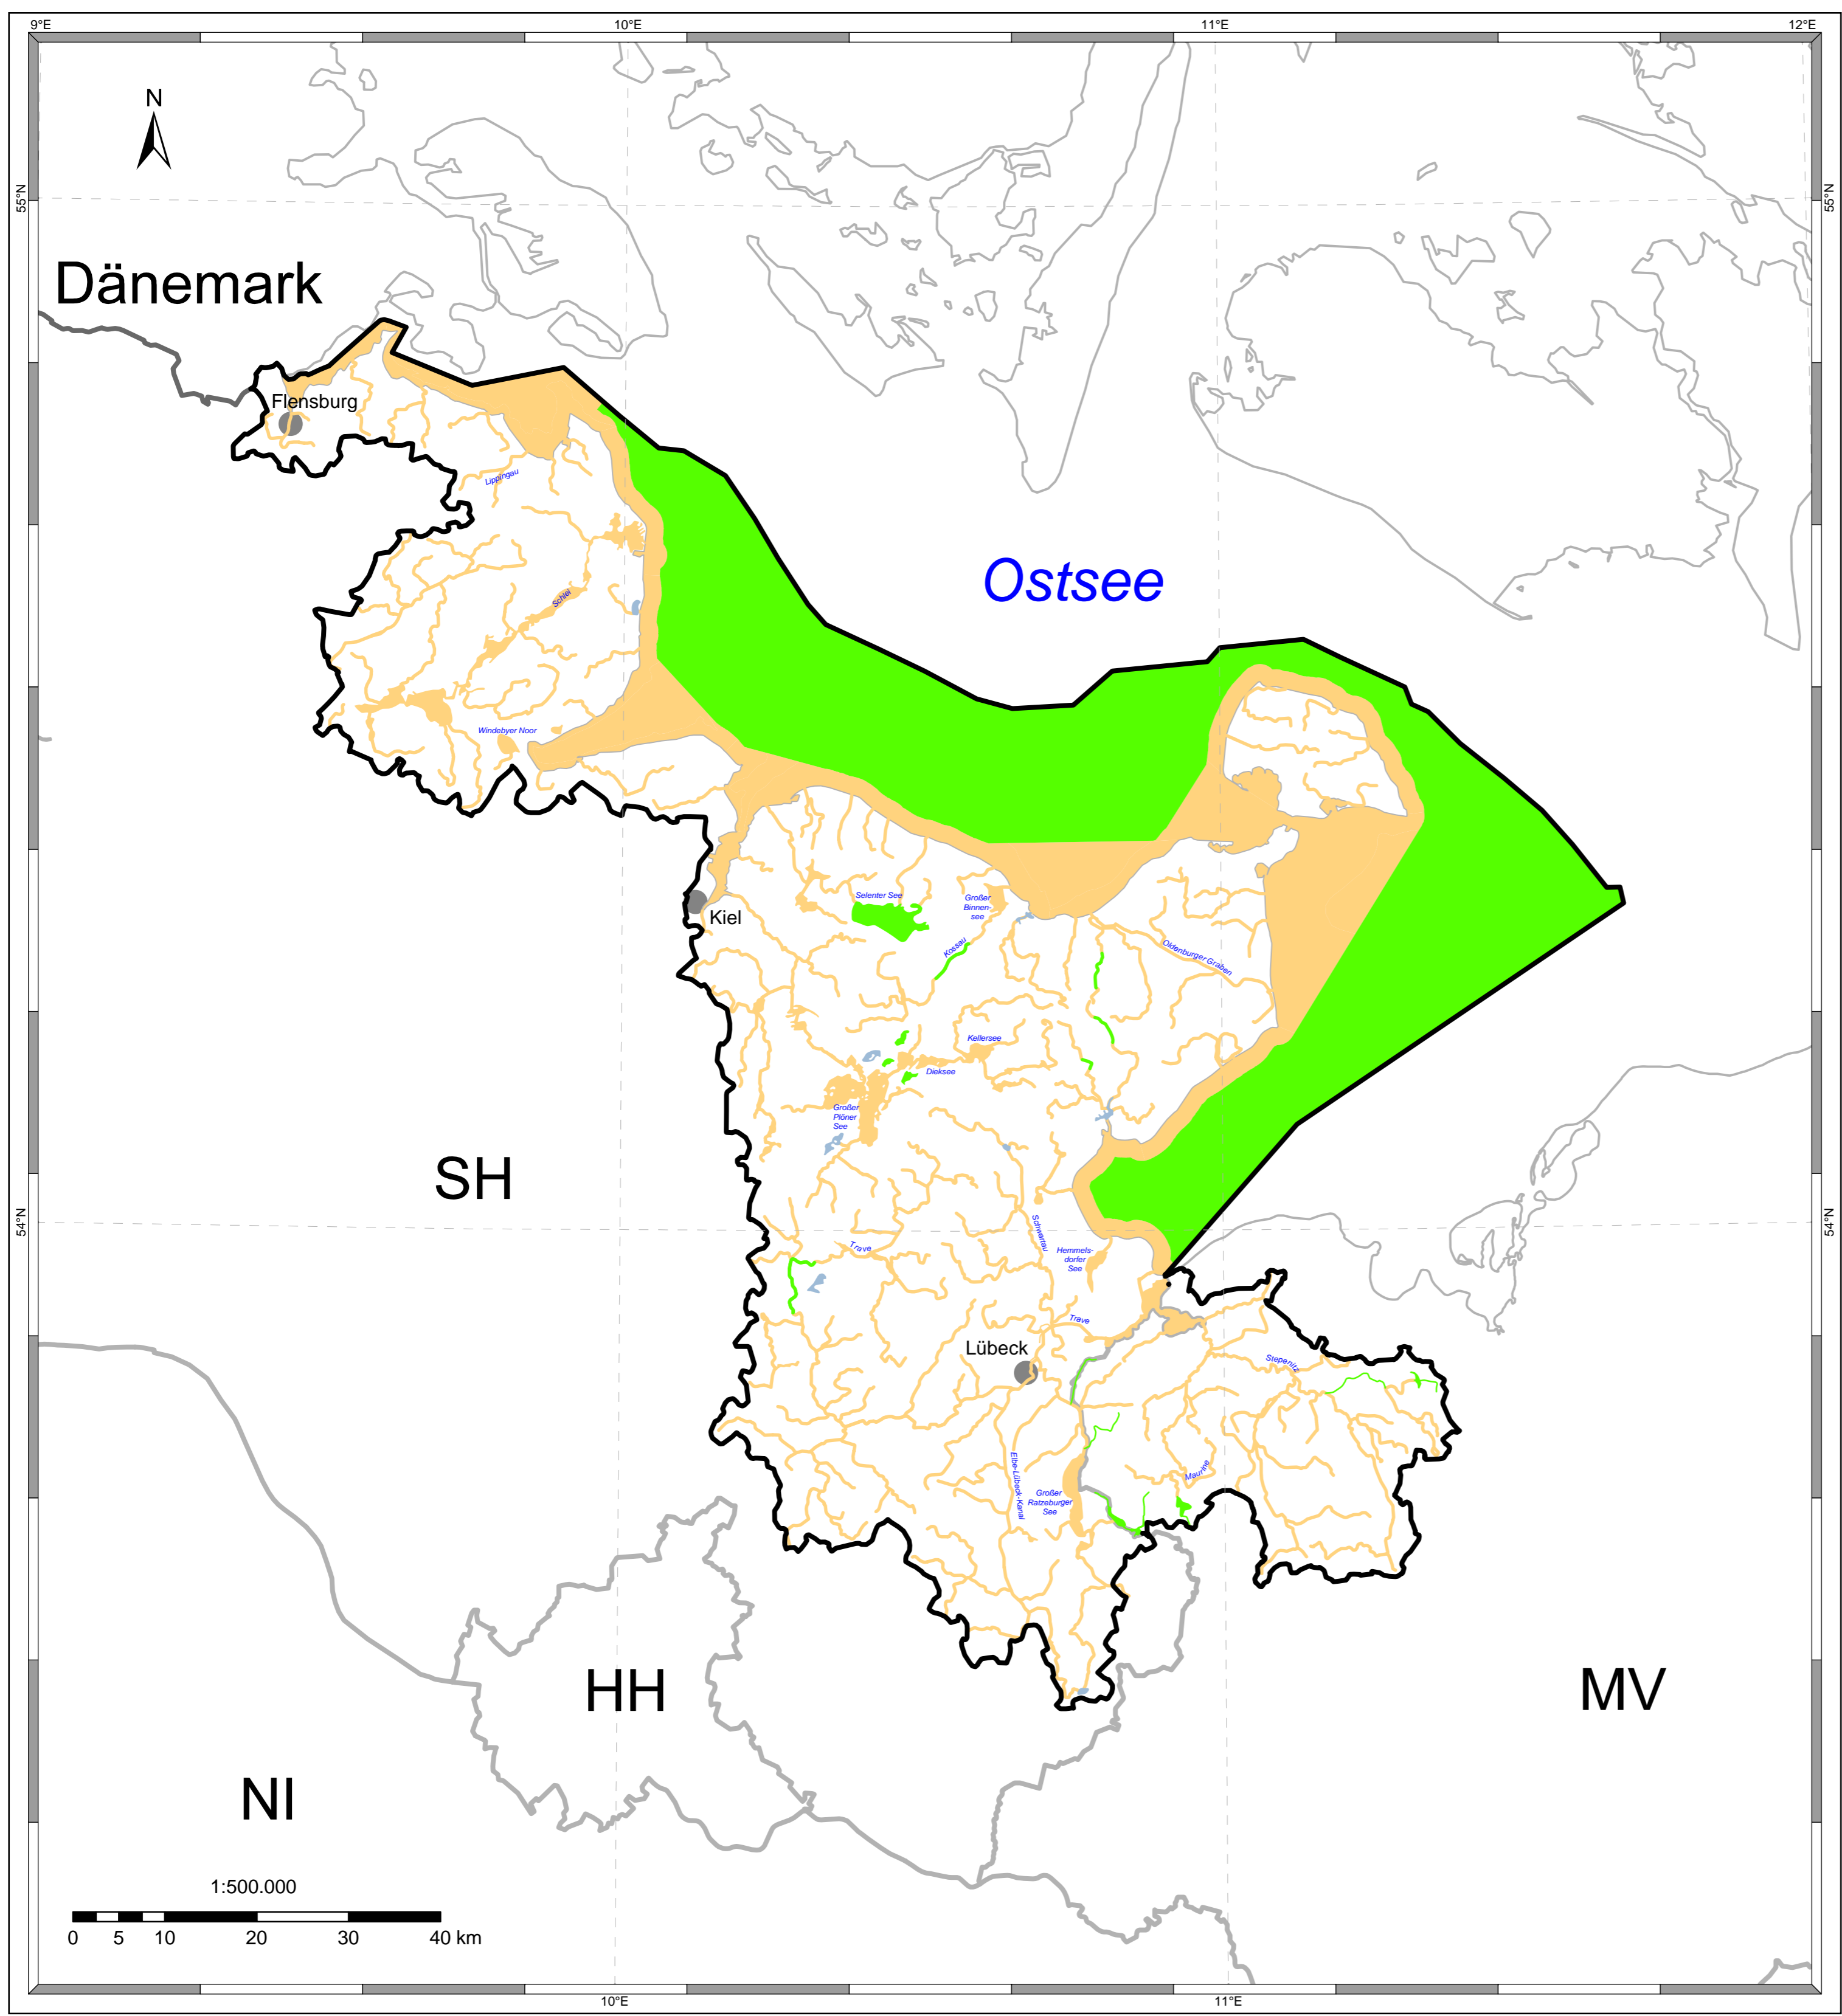 9°E
10°E
11°E
12°E
N
55°N
55°N
Dänemark
Flensburg
Lippingau
Ostsee
Schlei
Windebyer Noor
Selenter See
Großer
Binnen-
see
Kiel
Kossau
Oldenburger Graben
Kellersee
Dieksee
Großer
Plöner
See
SH
54°N
54°N
Schwartau
Trave
Hemmels-
dorfer
See
Trave
Lübeck
Stepenitz
Elbe-Lübeck-Kanal
Maurine
Großer
Ratzeburger
See
HH
MV
NI
1:500.000
0 5 10 20 30 40 km
10°E
11°E